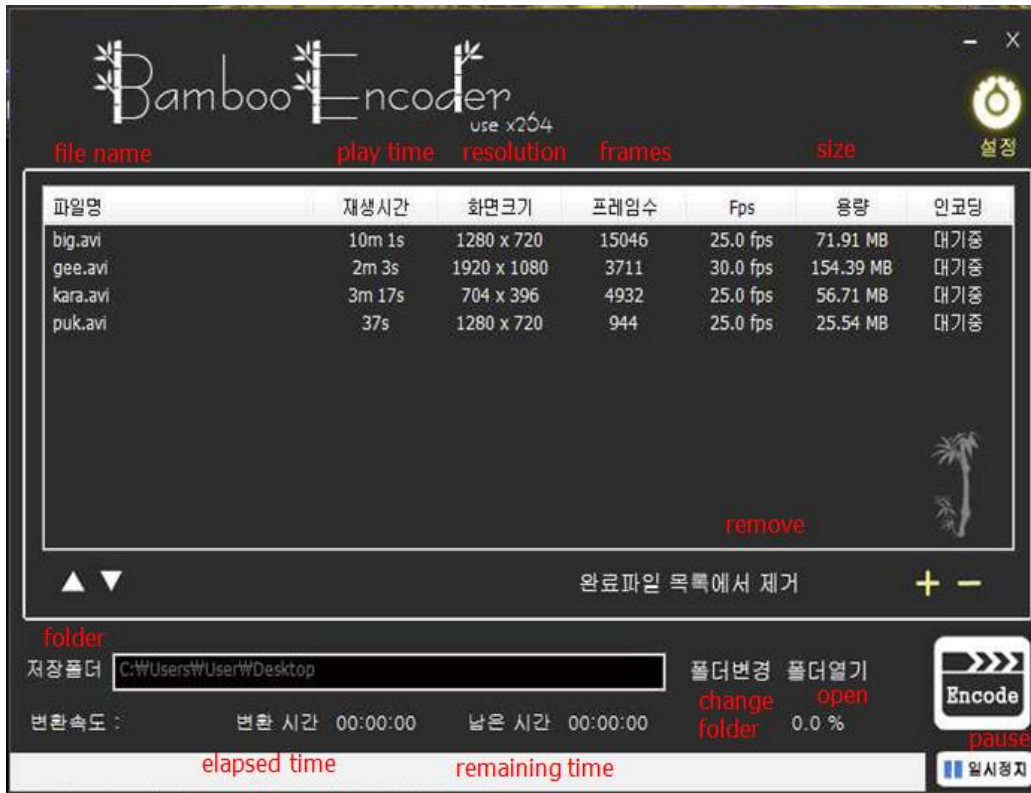 Bamboo Encoder
use x264
설정
file name play time resolution frames size
파일명 재생시간 화면크기 프레임수 Fps 용량 인코딩
big.avi 10m 1s 1280 x 720 15046 25.0 fps 71.91 MB 대기중
gee.avi 2m 3s 1920 x 1080 3711 30.0 fps 154.39 MB 대기중
kara.avi 3m 17s 704 x 396 4932 25.0 fps 56.71 MB 대기중
puk.avi 37s 1280 x 720 944 25.0 fps 25.54 MB 대기중
remove
완료파일 목록에서 제거
folder
저장폴더 C:₩Users₩User₩Desktop 폴더변경 폴더열기
change folder
open
Encode
변환속도 : 변환 시간 00:00:00 남은 시간 00:00:00 0.0 %
elapsed time remaining time
pause
일시정지